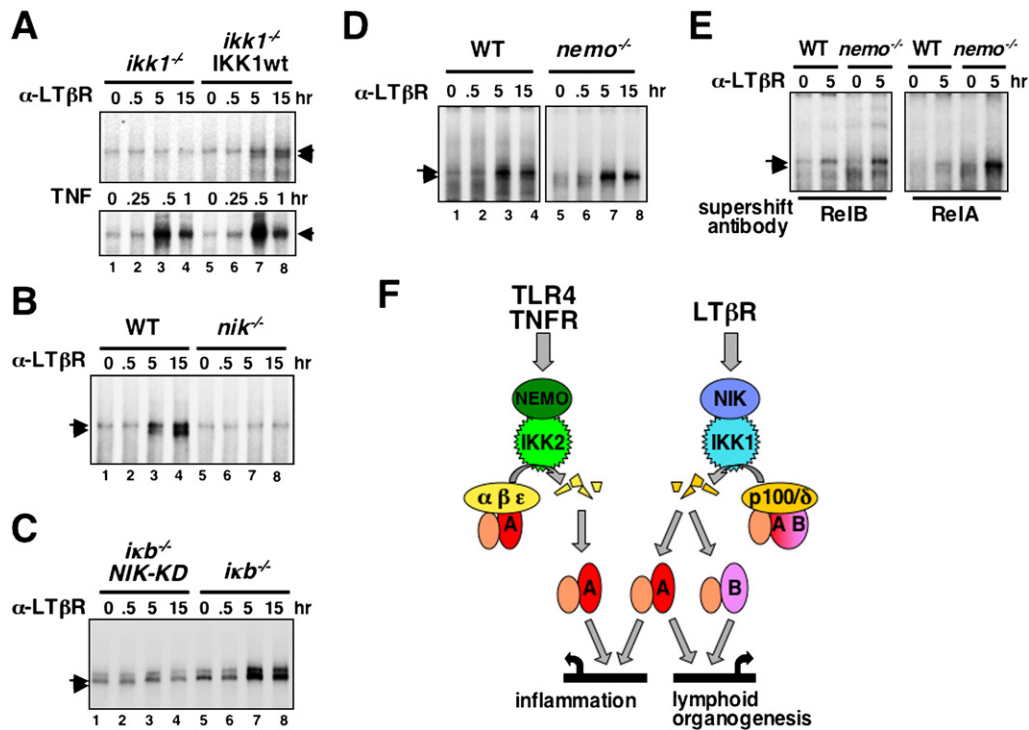 A
ikk1-/-
ikk1-/-
IKK1wt
α-LTβR 0 .5 5 15 0 .5 5 15 hr
TNF 0 .25 .5 1 0 .25 .5 1 hr
1 2 3 4 5 6 7 8
B
WT nik-/-
α-LTβR 0 .5 5 15 0 .5 5 15 hr
1 2 3 4 5 6 7 8
C
iκb-/-
NIK-KD
iκb-/-
α-LTβR 0 .5 5 15 0 .5 5 15 hr
1 2 3 4 5 6 7 8
D
WT nemo-/-
α-LTβR 0 .5 5 15 0 .5 5 15 hr
1 2 3 4 5 6 7 8
E
WT nemo-/- WT nemo-/-
α-LTβR 0 5 0 5 0 5 0 5 hr
supershift
antibody
RelB RelA
F
TLR4
TNFR
LTβR
NEMO
NIK
IKK2
IKK1
α β ε
p100/δ
A
A B
A
A
B
inflammation
lymphoid
organogenesis